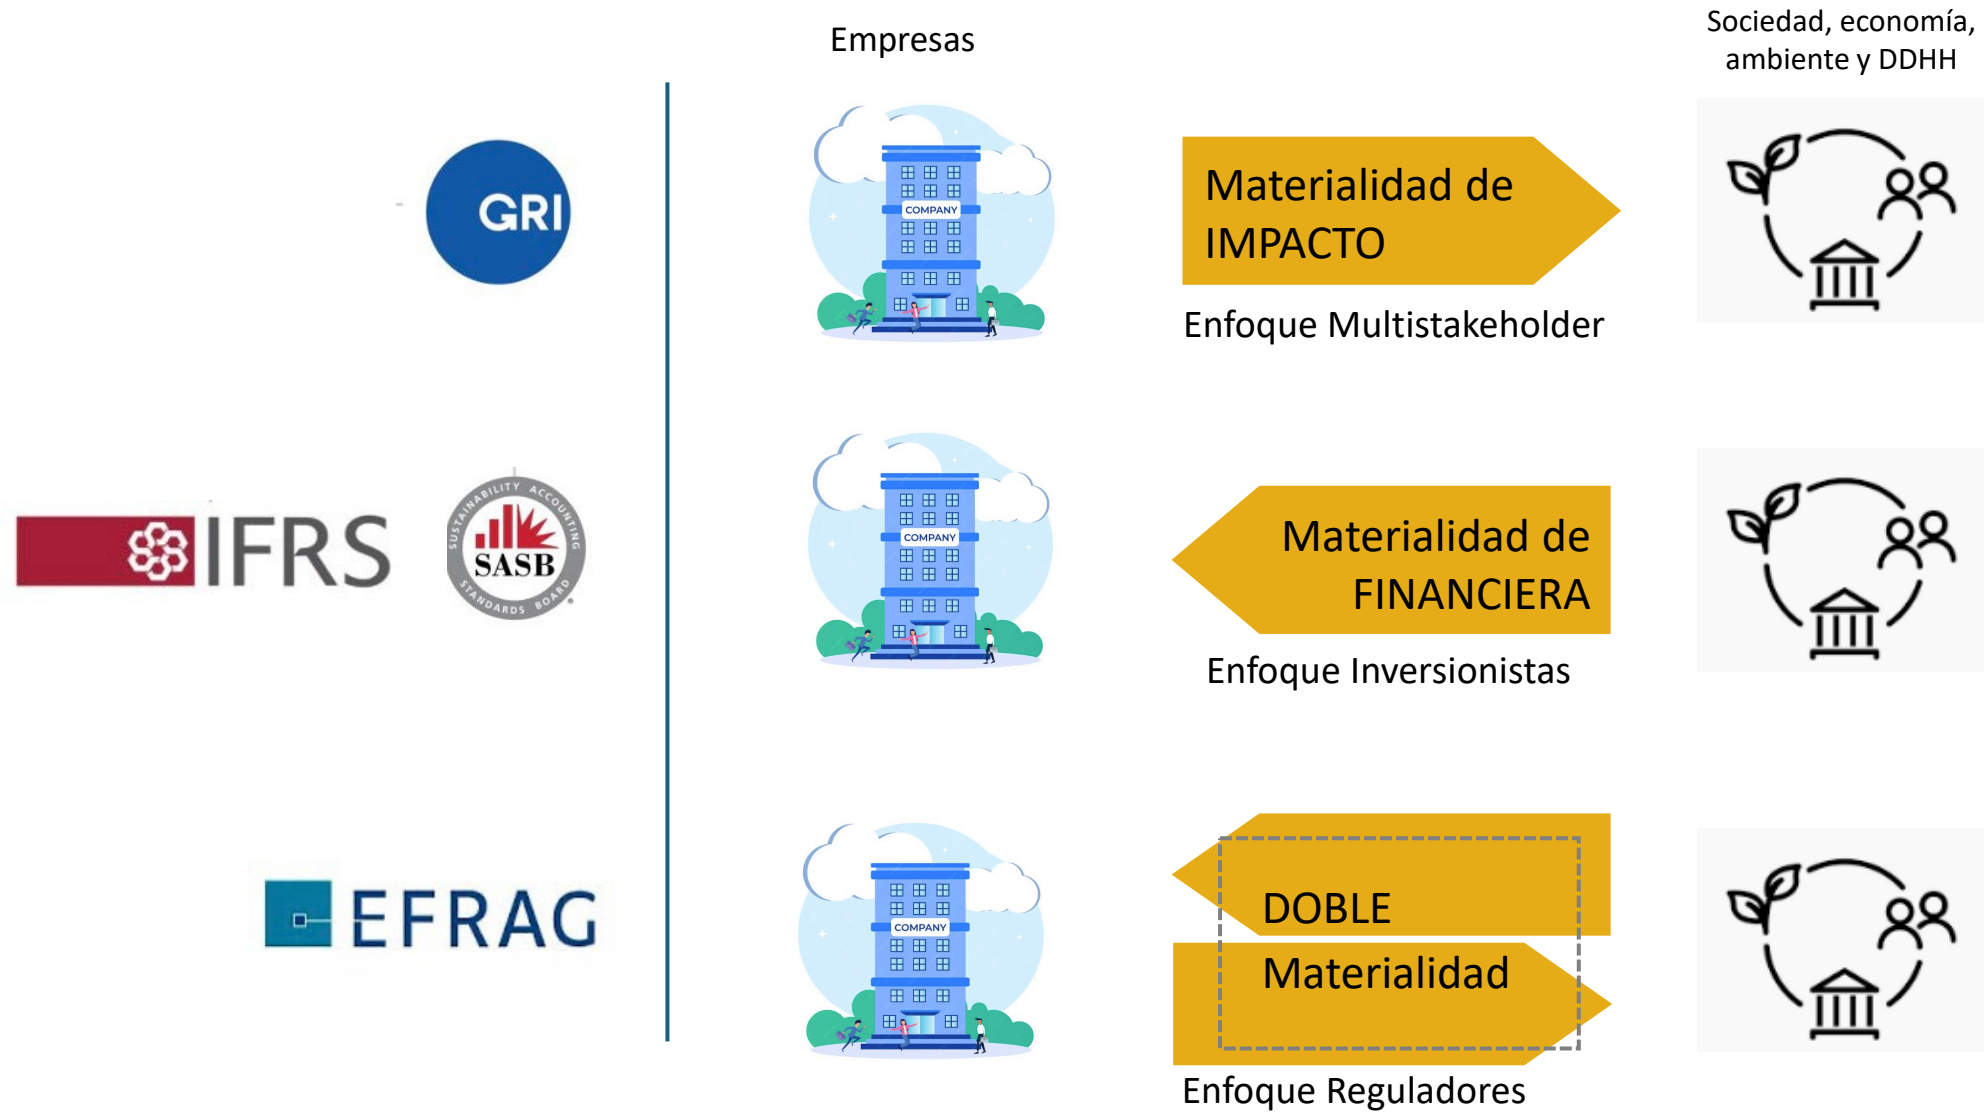 Empresas
Sociedad, economía,
ambiente y DDHH
GRI
COMPANY
Materialidad de
IMPACTO
Enfoque Multistakeholder
IFRS
SUSTAINABILITY ACCOUNTING
SASB
STANDARDS BOARD
COMPANY
Materialidad de
FINANCIERA
Enfoque Inversionistas
EFRAG
COMPANY
DOBLE
Materialidad
Enfoque Reguladores